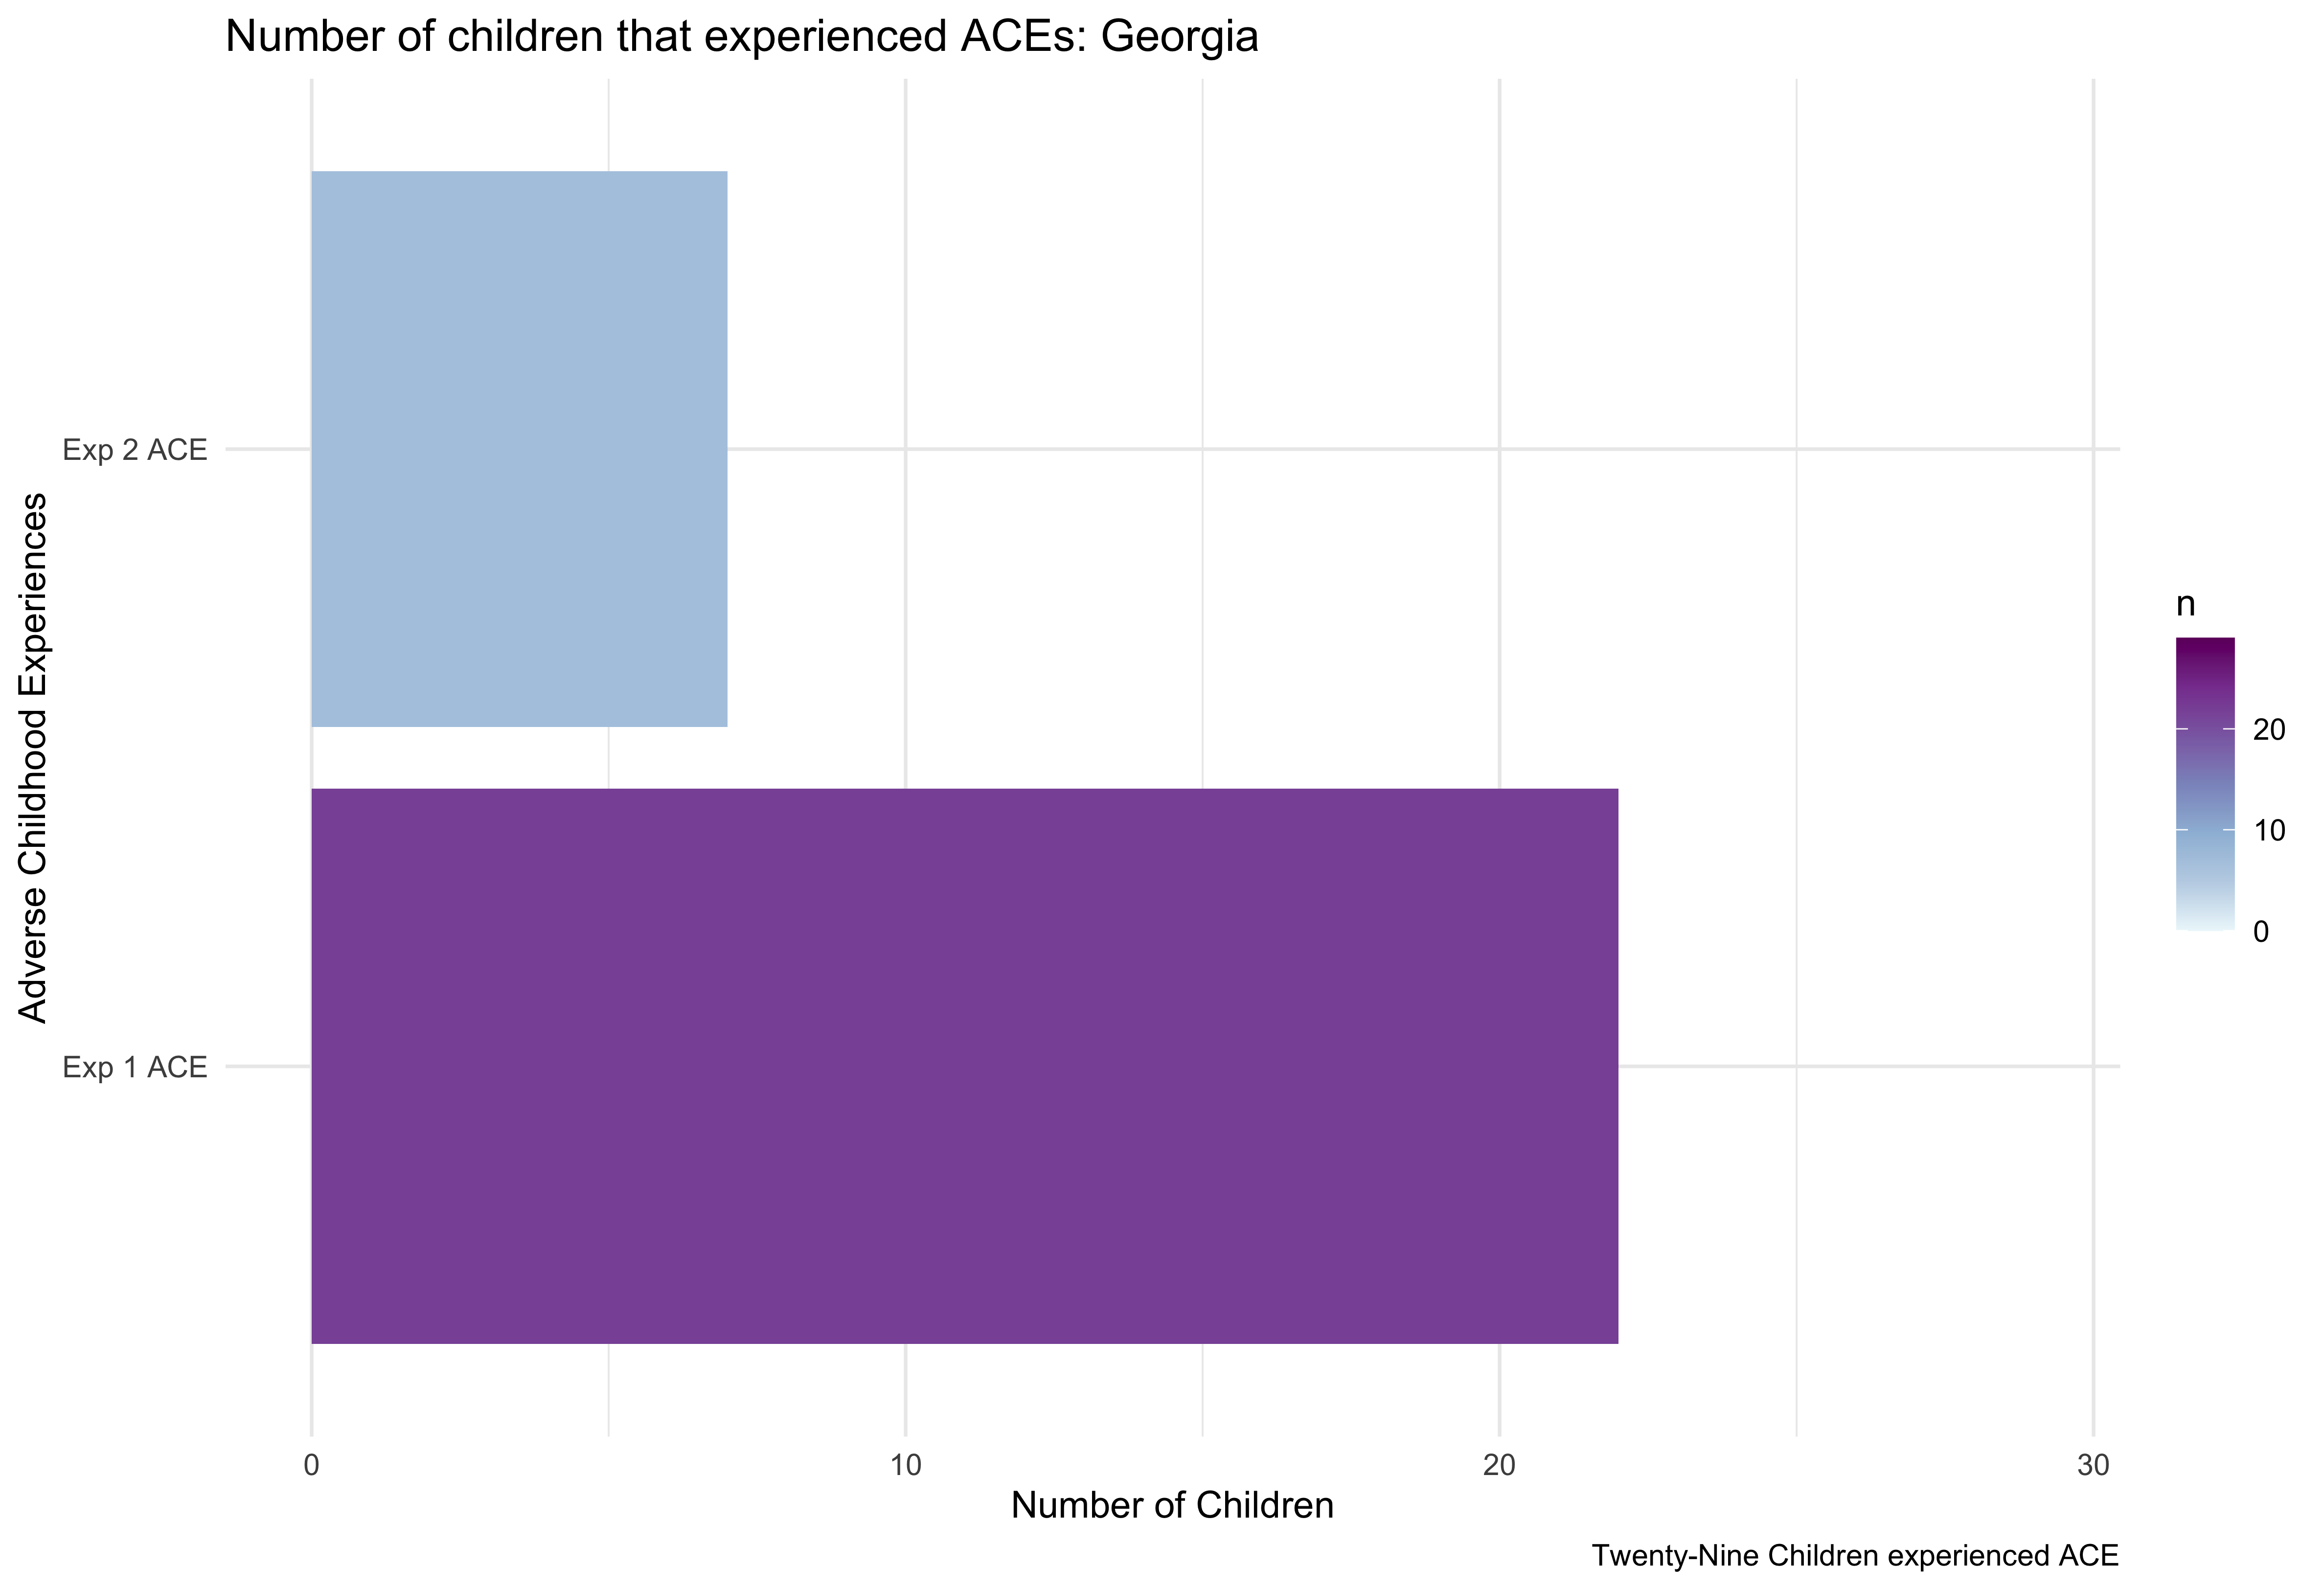 Number of children that experienced ACEs: Georgia
Adverse Childhood Experiences
Exp 2 ACE
Exp 1 ACE
0
10
20
30
Number of Children
n
20
10
0
Twenty-Nine Children experienced ACE